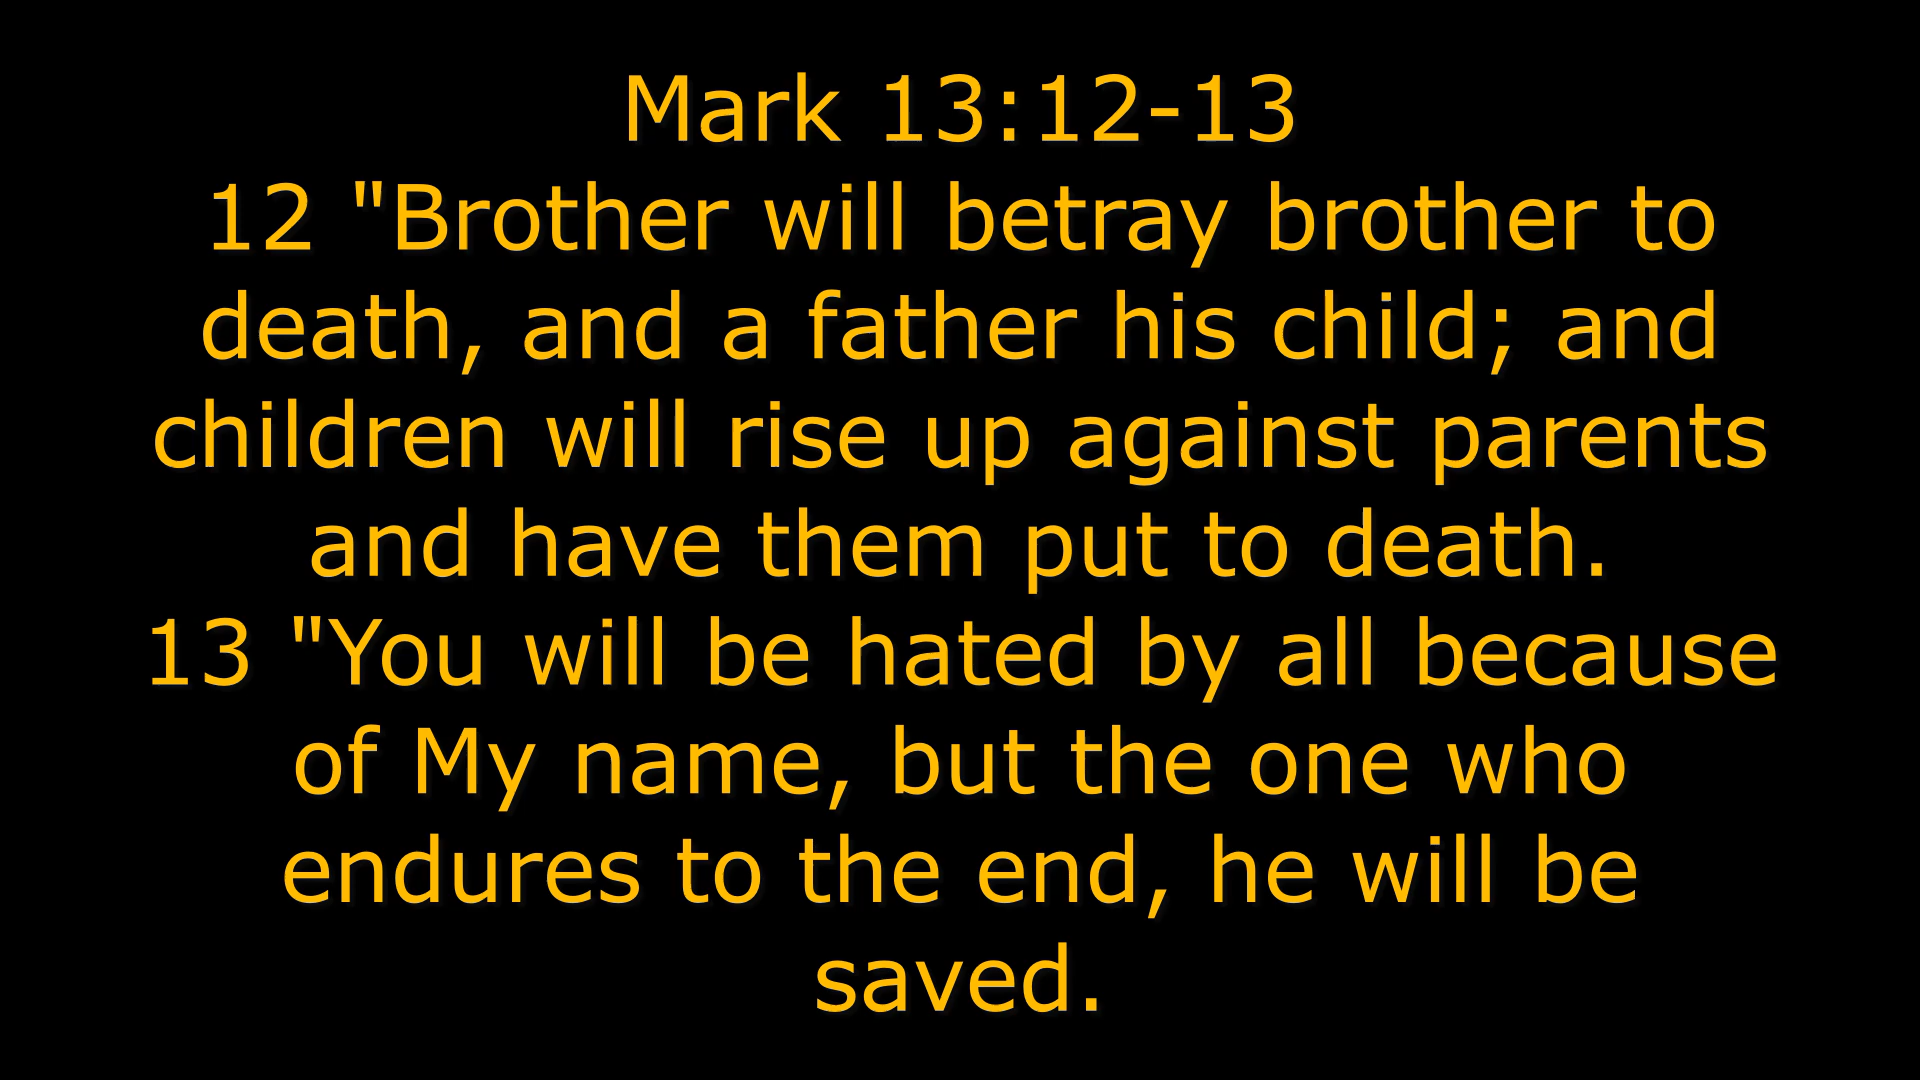 Mark 13:12-13
12 "Brother will betray brother to
death, and a father his child; and
children will rise up against parents
and have them put to death.
13 "You will be hated by all because
of My name, but the one who
endures to the end, he will be
saved.